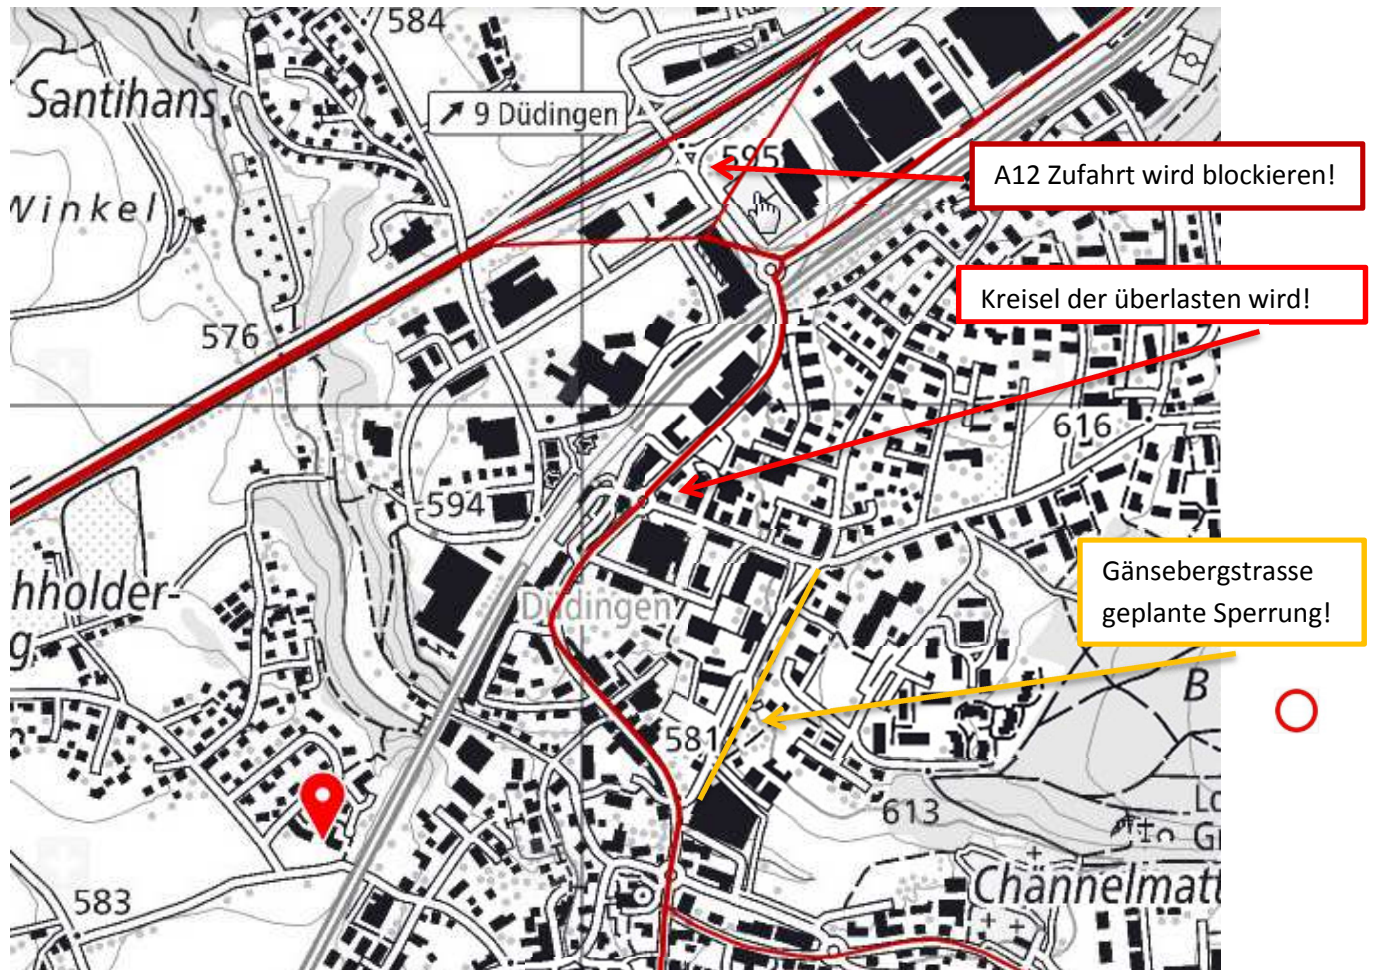 584
Santihans
9 Düdingen
595
A12 Zufahrt wird blockieren!
Winkel
Kreisel der überlasten wird!
576
616
594
Gänsebergstrasse
geplante Sperrung!
hholder-
g
Düdingen
B
581
613
Lo
G
Chännelmatt
583